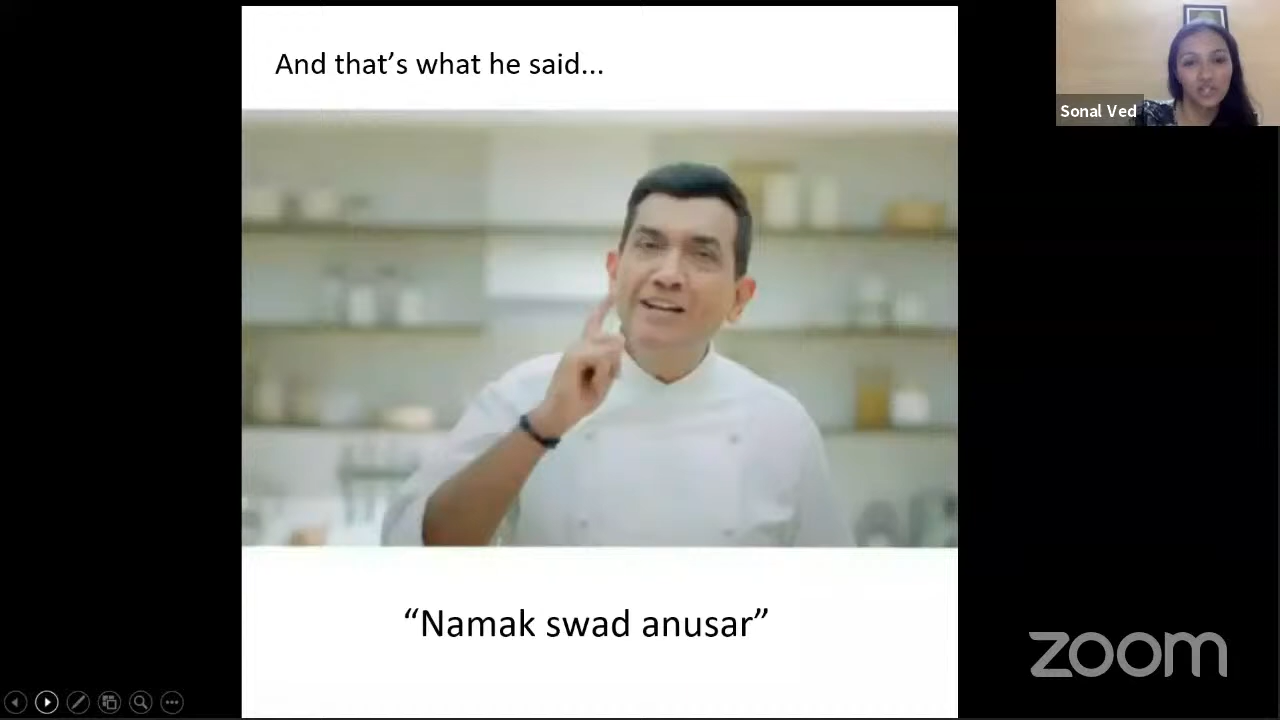 And that’s what he said...
Sonal Ved
“Namak swad anusar”
zoom